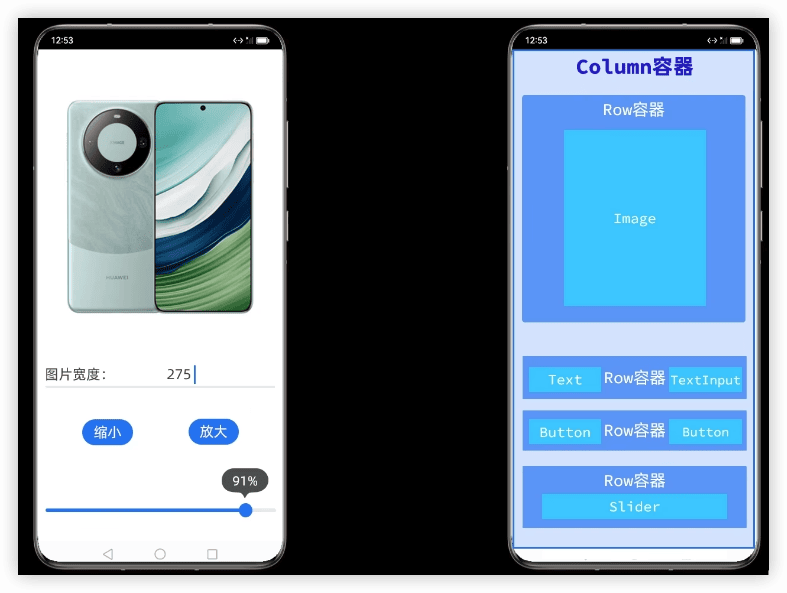 12:53
HUAWEI
图片宽度：
275
缩小
放大
91%
12:53
Column容器
Row容器
Image
Text
Row容器
TextInput
Button
Row容器
Button
Row容器
Slider